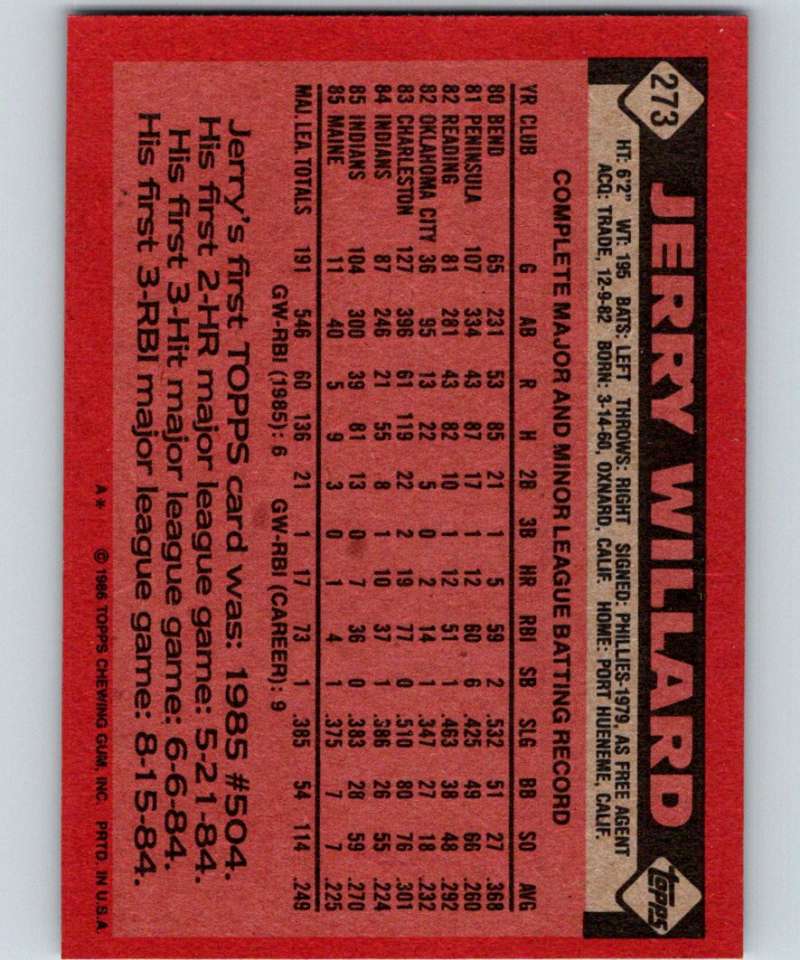 273 JERRY WILLARD topps
HT: 6'2" WT: 195 BATS: LEFT THROWS: RIGHT SIGNED: PHILLIES-1979, AS FREE AGENT
ACQ: TRADE, 12-9-82 BORN: 3-14-60, OXNARD, CALIF. HOME: PORT HUENEME, CALIF.
COMPLETE MAJOR AND MINOR LEAGUE BATTING RECORD
YR CLUB G AB R H 2B 3B HR RBI SB SLG BB SO AVG
80 BEND 65 231 53 85 21 1 5 59 2 .532 51 27 .368
81 PENINSULA 107 334 43 87 17 1 12 60 6 .425 49 66 .260
82 READING 81 281 43 82 10 1 12 51 1 .463 38 48 .292
82 OKLAHOMA CITY 36 95 13 22 5 0 2 14 1 .347 27 18 .232
83 CHARLESTON 127 396 61 119 22 2 19 77 0 .510 80 76 .301
84 INDIANS 87 246 21 55 8 1 10 37 1 .386 26 55 .224
85 INDIANS 104 300 39 81 13 0 7 36 0 .383 28 59 .270
85 MAINE 11 40 5 9 3 0 1 4 1 .375 7 7 .225
MAJ. LEA. TOTALS 191 546 60 136 21 1 17 73 1 .385 54 114 .249
GW-RBI (1985): 6 GW-RBI (CAREER): 9
Jerry's first TOPPS card was: 1985 #504.
His first 2-HR major league game: 5-21-84.
His first 3-Hit major league game: 6-6-84.
His first 3-RBI major league game: 8-15-84.
A* © 1986 TOPPS CHEWING GUM, INC. PRTD. IN U.S.A.